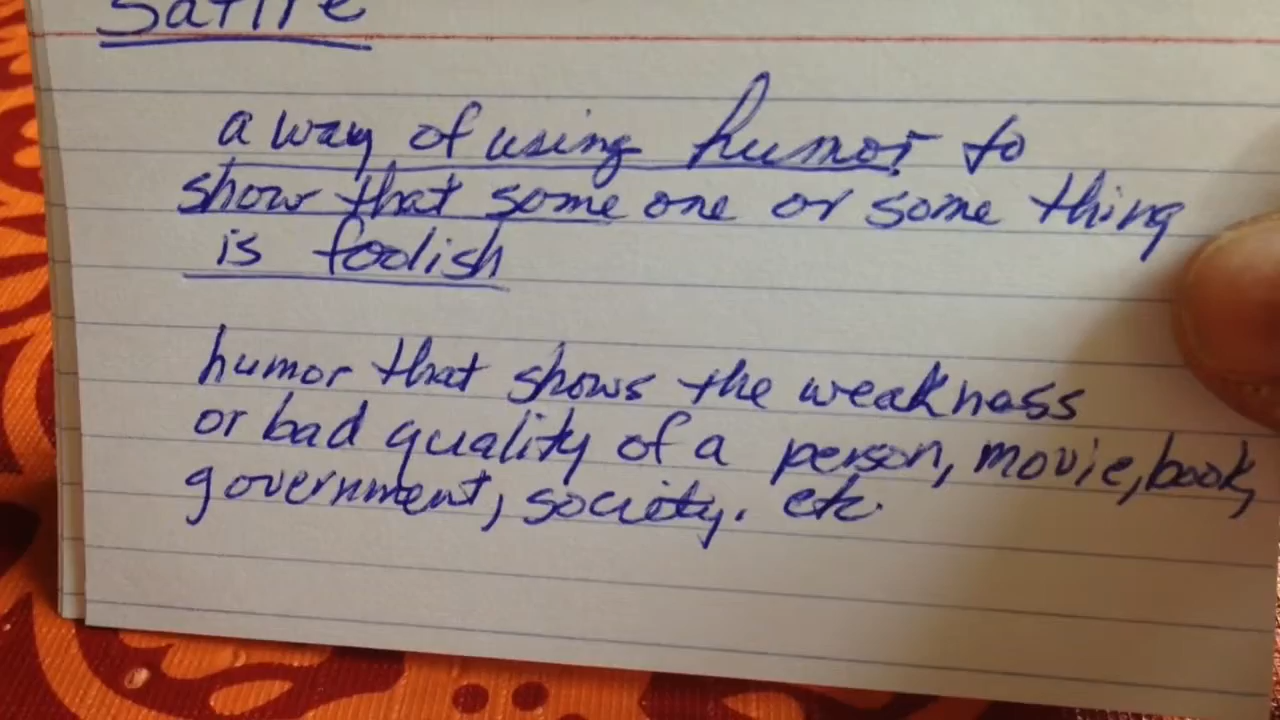 Satire
a way of using humor to
show that some one or some thing
is foolish
humor that shows the weakness
or bad quality of a person, movie, book,
government, society. etc.